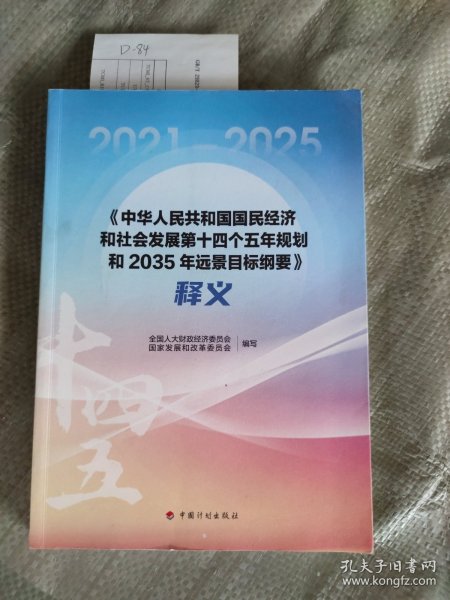 D-84
2021-2025
《中华人民共和国国民经济
和社会发展第十四个五年规划
和 2035 年远景目标纲要》
释义
全国人大财政经济委员会
国家发展和改革委员会
编写
十四五
中国计划出版社
孔夫子旧书网
www.kongfz.com